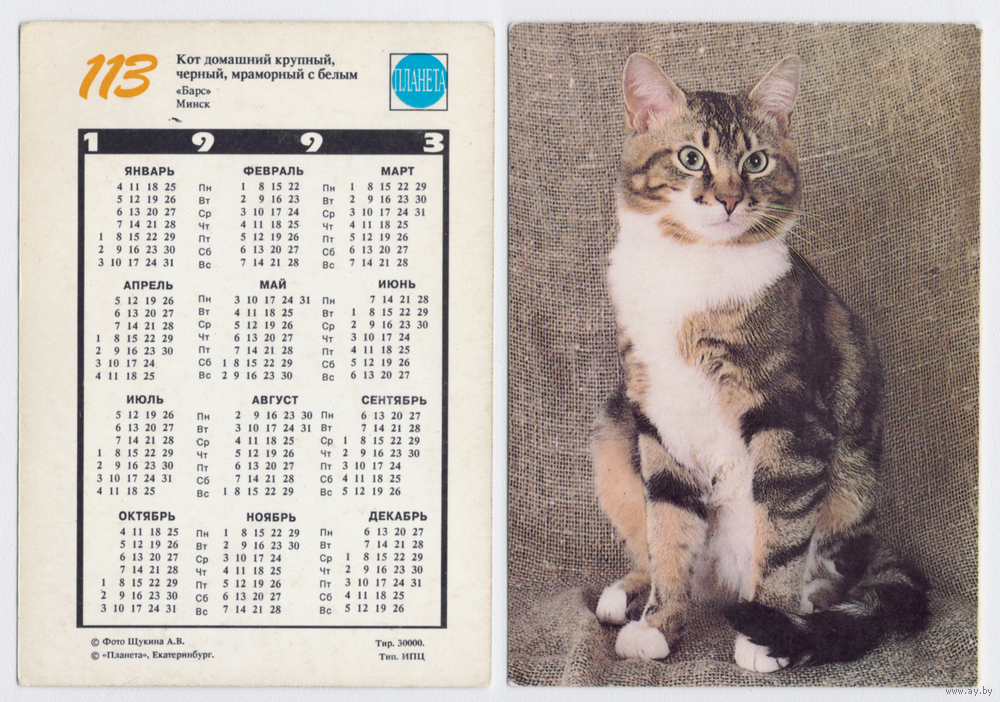 113
Кот домашний крупный,
черный, мраморный с белым
«Барс»
Минск
ПЛАНЕТА
1 9 9 3
ЯНВАРЬ ФЕВРАЛЬ МАРТ
4 11 18 25 Пн 1 8 15 22 Пн 1 8 15 22 29
5 12 19 26 Вт 2 9 16 23 Вт 2 9 16 23 30
6 13 20 27 Ср 3 10 17 24 Ср 3 10 17 24 31
7 14 21 28 Чт 4 11 18 25 Чт 4 11 18 25
1 8 15 22 29 Пт 5 12 19 26 Пт 5 12 19 26
2 9 16 23 30 Сб 6 13 20 27 Сб 6 13 20 27
3 10 17 24 31 Вс 7 14 21 28 Вс 7 14 21 28
АПРЕЛЬ МАЙ ИЮНЬ
5 12 19 26 Пн 3 10 17 24 31 Пн 7 14 21 28
6 13 20 27 Вт 4 11 18 25 Вт 1 8 15 22 29
7 14 21 28 Ср 5 12 19 26 Ср 2 9 16 23 30
1 8 15 22 29 Чт 6 13 20 27 Чт 3 10 17 24
2 9 16 23 30 Пт 7 14 21 28 Пт 4 11 18 25
3 10 17 24 Сб 1 8 15 22 29 Сб 5 12 19 26
4 11 18 25 Вс 2 9 16 23 30 Вс 6 13 20 27
ИЮЛЬ АВГУСТ СЕНТЯБРЬ
5 12 19 26 Пн 2 9 16 23 30 Пн 6 13 20 27
6 13 20 27 Вт 3 10 17 24 31 Вт 7 14 21 28
7 14 21 28 Ср 4 11 18 25 Ср 1 8 15 22 29
1 8 15 22 29 Чт 5 12 19 26 Чт 2 9 16 23 30
2 9 16 23 30 Пт 6 13 20 27 Пт 3 10 17 24
3 10 17 24 31 Сб 7 14 21 28 Сб 4 11 18 25
4 11 18 25 Вс 1 8 15 22 29 Вс 5 12 19 26
ОКТЯБРЬ НОЯБРЬ ДЕКАБРЬ
4 11 18 25 Пн 1 8 15 22 29 Пн 6 13 20 27
5 12 19 26 Вт 2 9 16 23 30 Вт 7 14 21 28
6 13 20 27 Ср 3 10 17 24 Ср 1 8 15 22 29
7 14 21 28 Чт 4 11 18 25 Чт 2 9 16 23 30
1 8 15 22 29 Пт 5 12 19 26 Пт 3 10 17 24 31
2 9 16 23 30 Сб 6 13 20 27 Сб 4 11 18 25
3 10 17 24 31 Вс 7 14 21 28 Вс 5 12 19 26
© Фото Щукина А.В. Тир. 30000.
© «Планета», Екатеринбург. Тип. ИПЦ
www.ay.by